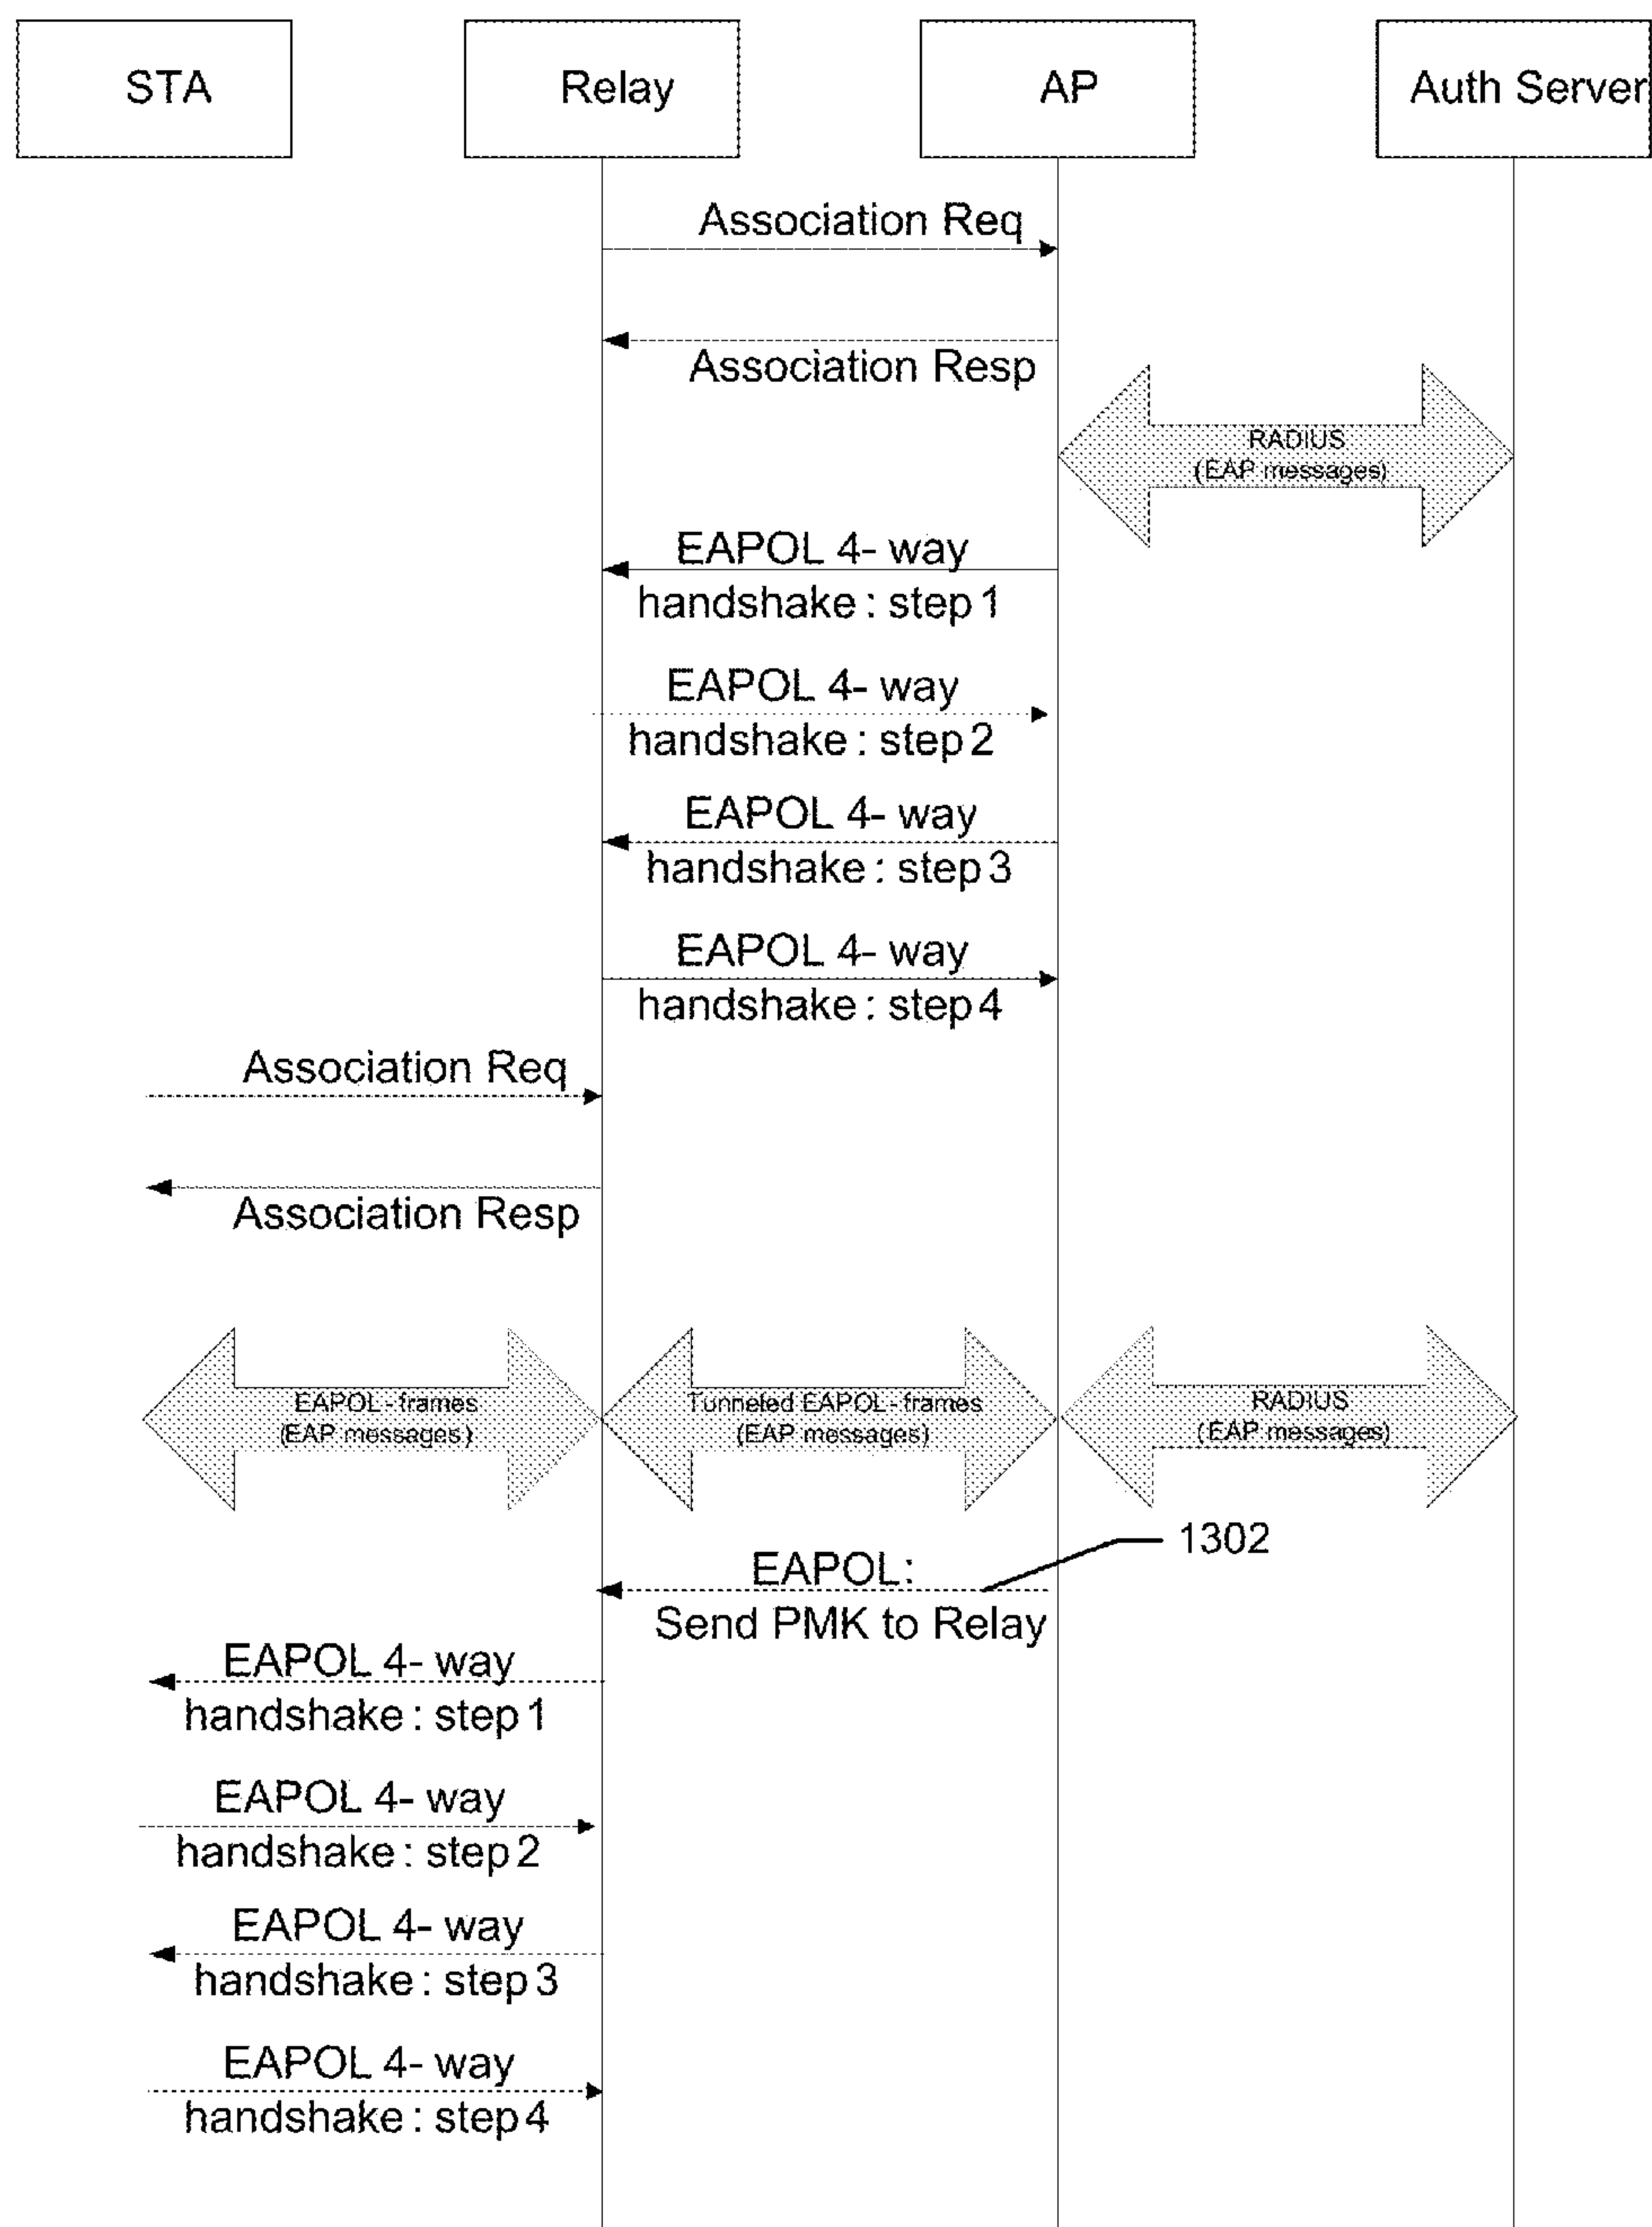 STA
Relay
AP
Auth Server
Association Req
Association Resp
RADIUS
(EAP messages)
EAPOL 4- way
handshake : step 1
EAPOL 4- way
handshake : step 2
EAPOL 4- way
handshake : step 3
EAPOL 4- way
handshake : step 4
Association Req
Association Resp
EAPOL - frames
(EAP messages)
Tunneled EAPOL - frames
(EAP messages)
RADIUS
(EAP messages)
1302
EAPOL:
Send PMK to Relay
EAPOL 4- way
handshake : step 1
EAPOL 4- way
handshake : step 2
EAPOL 4- way
handshake : step 3
EAPOL 4- way
handshake : step 4